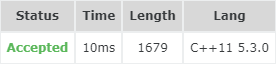 Status Time Length Lang
Accepted 10ms 1679 C++11 5.3.0